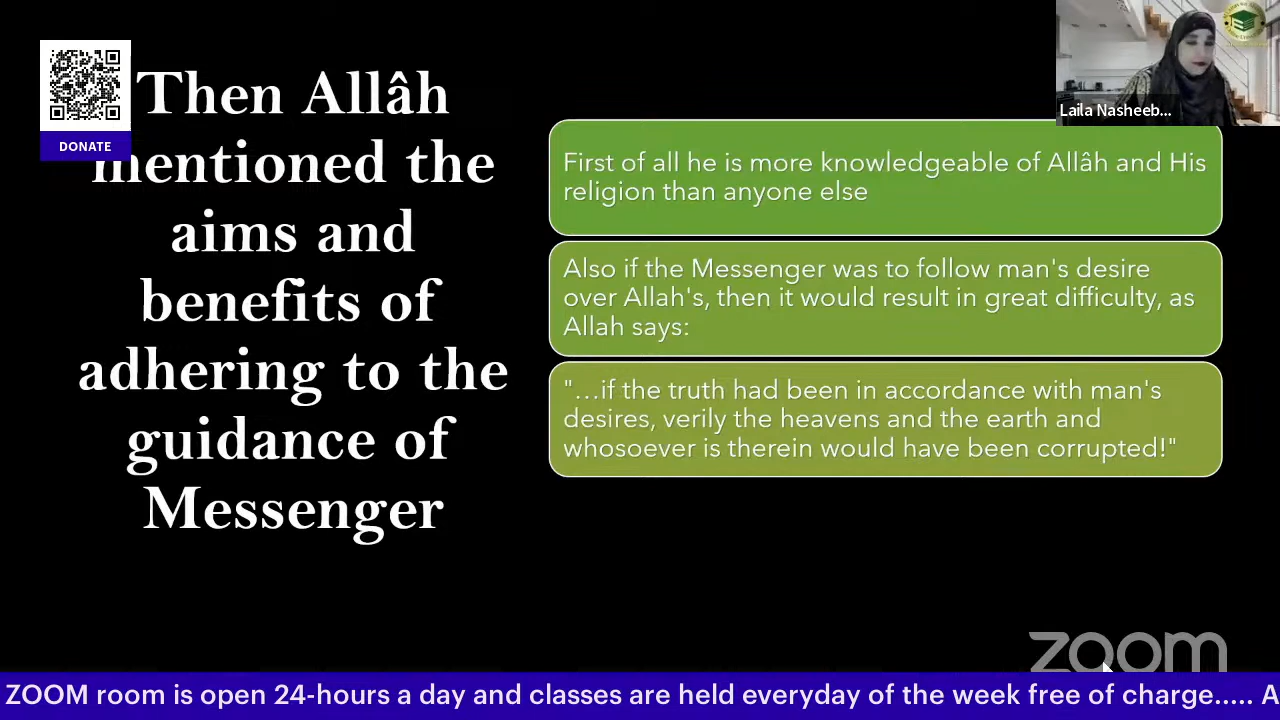 DONATE
Then Allâh
mentioned the
aims and
benefits of
adhering to the
guidance of
Messenger
Laila Nasheeb...
First of all he is more knowledgeable of Allâh and His
religion than anyone else
Also if the Messenger was to follow man's desire
over Allah's, then it would result in great difficulty, as
Allah says:
"...if the truth had been in accordance with man's
desires, verily the heavens and the earth and
whosoever is therein would have been corrupted!"
zoom
ZOOM room is open 24-hours a day and classes are held everyday of the week free of charge..... A